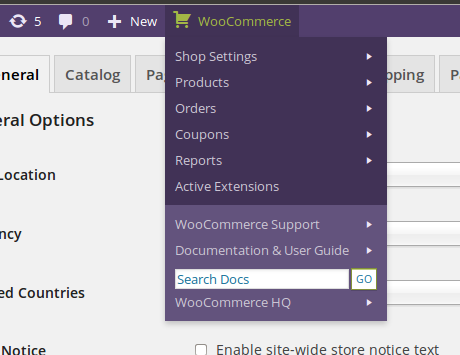 5 0 New WooCommerce
neral Catalog Pag pping P
eral Options
Shop Settings
Products
Orders
Coupons
Reports
Active Extensions
WooCommerce Support
Documentation & User Guide
Search Docs GO
WooCommerce HQ
Location
ncy
ed Countries
Notice Enable site-wide store notice text